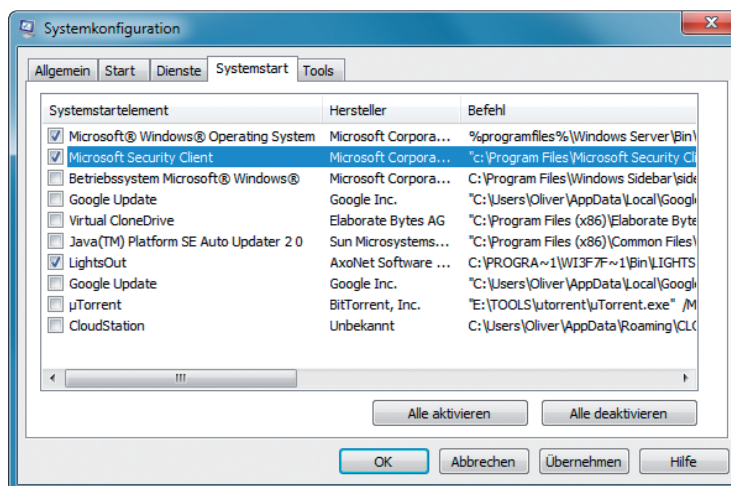 Systemkonfiguration
Allgemein Start Dienste Systemstart Tools
Systemstartelement Hersteller Befehl
Microsoft® Windows® Operating System Microsoft Corpora... %programfiles%\Windows Server\Bin\
Microsoft Security Client Microsoft Corpora... "c:\Program Files\Microsoft Security Cli
Betriebssystem Microsoft® Windows® Microsoft Corpora... C:\Program Files\Windows Sidebar\side
Google Update Google Inc. "C:\Users\Oliver\AppData\Local\Googl
Virtual CloneDrive Elaborate Bytes AG "C:\Program Files (x86)\Elaborate Byte
Java(TM) Platform SE Auto Updater 2 0 Sun Microsystems... "C:\Program Files (x86)\Common Files\
LightsOut AxoNet Software ... C:\PROGRA~1\WI3F7F~1\Bin\LIGHTS
Google Update Google Inc. "C:\Users\Oliver\AppData\Local\Googl
µTorrent BitTorrent, Inc. "E:\TOOLS\utorrent\µTorrent.exe" /M
CloudStation Unbekannt C:\Users\Oliver\AppData\Roaming\CLO
Alle aktivieren Alle deaktivieren
OK Abbrechen Übernehmen Hilfe